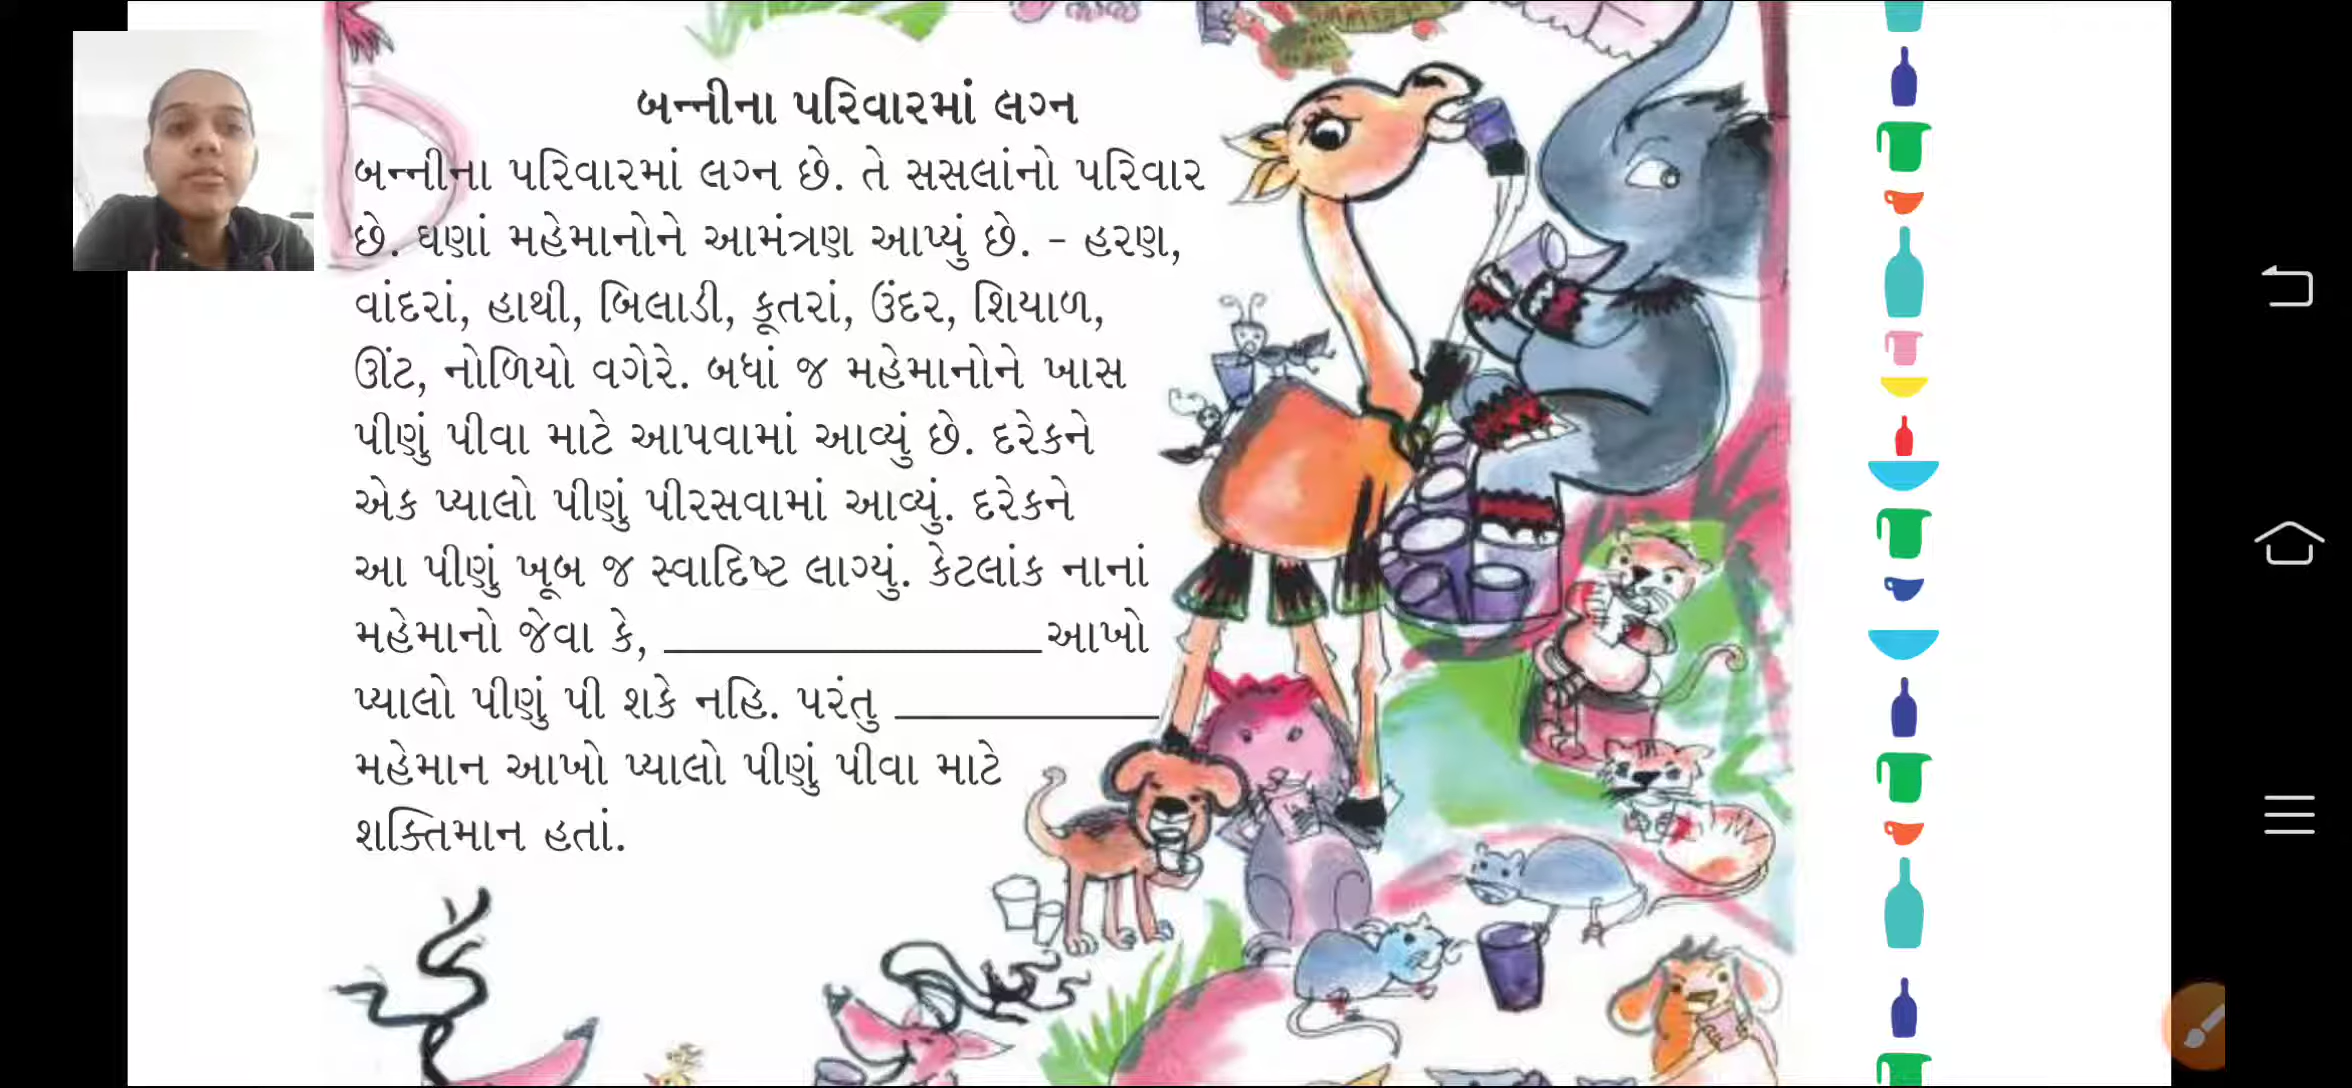 બન્નીના પરિવારમાં લગ્ન
બન્નીના પરિવારમાં લગ્ન છે. તે સસલાંનો પરિવાર
છે. ઘણાં મહેમાનોને આમંત્રણ આપ્યું છે. - હરણ,
વાંદરાં, હાથી, બિલાડી, કૂતરાં, ઉંદર, શિયાળ,
ઊંટ, નોળિયો વગેરે. બધાં જ મહેમાનોને ખાસ
પીણું પીવા માટે આપવામાં આવ્યું છે. દરેકને
એક પ્યાલો પીણું પીરસવામાં આવ્યું. દરેકને
આ પીણું ખૂબ જ સ્વાદિષ્ટ લાગ્યું. કેટલાંક નાનાં
મહેમાનો જેવા કે, ____________________ આખો
પ્યાલો પીણું પી શકે નહિ. પરંતુ ______________
મહેમાન આખો પ્યાલો પીણું પીવા માટે
શક્તિમાન હતાં.